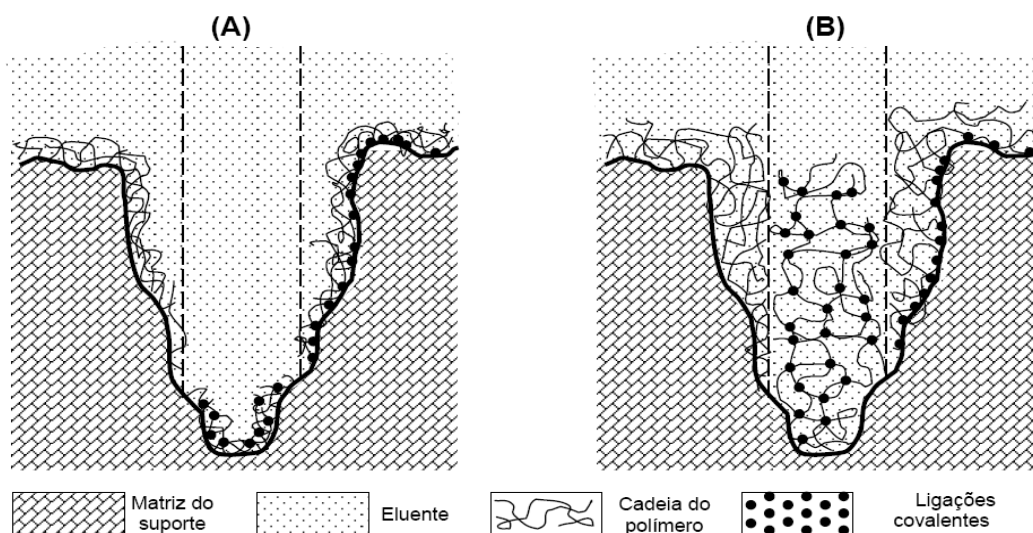 (A)
(B)
Matriz do
suporte
Eluente
Cadeia do
polímero
Ligações
covalentes